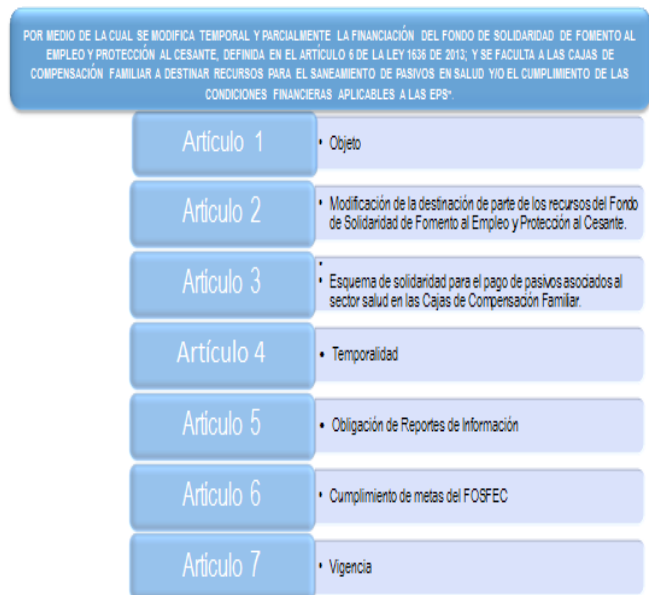 POR MEDIO DE LA CUAL SE MODIFICA TEMPORAL Y PARCIALMENTE LA FINANCIACIÓN DEL FONDO DE SOLIDARIDAD DE FOMENTO AL
EMPLEO Y PROTECCIÓN AL CESANTE, DEFINIDA EN EL ARTÍCULO 6 DE LA LEY 1636 DE 2013; Y SE FACULTA A LAS CAJAS DE
COMPENSACIÓN FAMILIAR A DESTINAR RECURSOS PARA EL SANEAMIENTO DE PASIVOS EN SALUD Y/O EL CUMPLIMIENTO DE LAS
CONDICIONES FINANCIERAS APLICABLES A LAS EPS".
Artículo 1
• Objeto
Artículo 2
• Modificación de la destinación de parte de los recursos del Fondo
de Solidaridad de Fomento al Empleo y Protección al Cesante.
Artículo 3
•
• Esquema de solidaridad para el pago de pasivos asociados al
sector salud en las Cajas de Compensación Familiar.
Artículo 4
• Temporalidad
Artículo 5
• Obligación de Reportes de Información
Artículo 6
• Cumplimiento de metas del FOSFEC
Artículo 7
• Vigencia